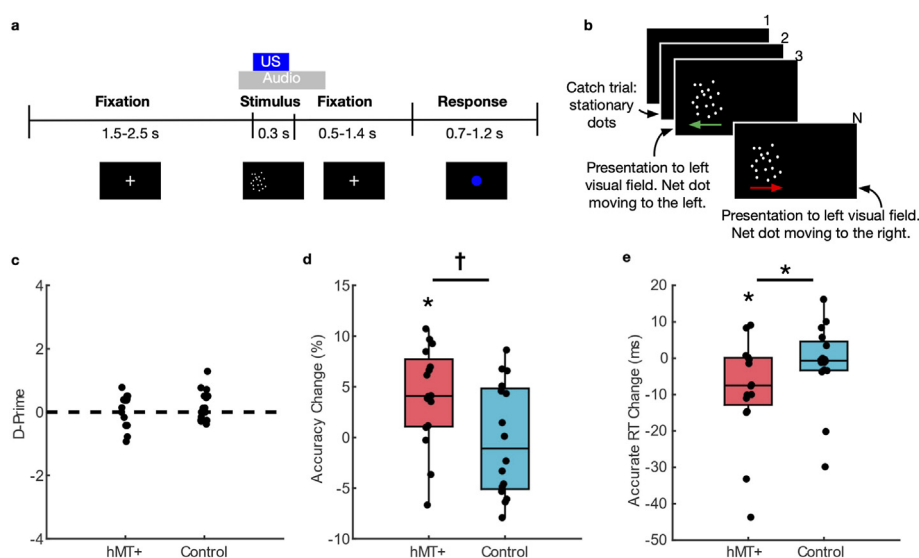 a
US
Audio
Fixation Stimulus Fixation Response
1.5-2.5 s 0.3 s 0.5-1.4 s 0.7-1.2 s
b
1
2
3
N
Catch trial:
stationary
dots
Presentation to left
visual field. Net dot
moving to the left.
Presentation to left visual field.
Net dot moving to the right.
c
D-Prime
4
2
0
-2
-4
hMT+ Control
d
†
*
Accuracy Change (%)
15
10
5
0
-5
-10
hMT+ Control
e
*
*
Accurate RT Change (ms)
20
10
0
-10
-20
-30
-40
-50
hMT+ Control